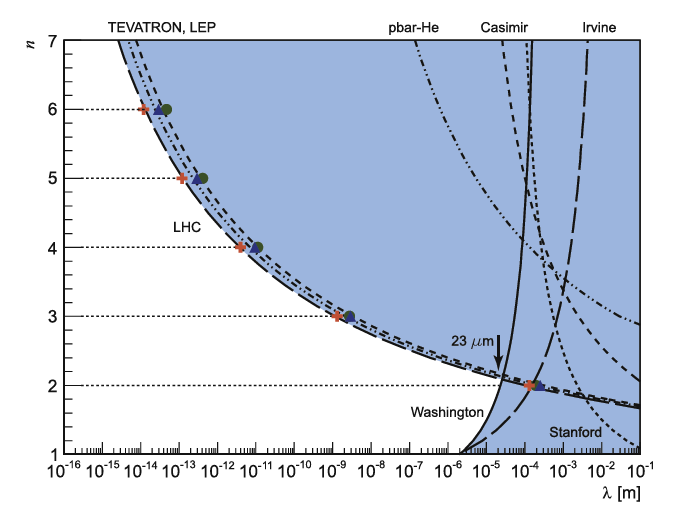 TEVATRON, LEP pbar-He Casimir Irvine
n
7
6
5
LHC
4
3
23 μm
2
Washington
Stanford
1
10⁻¹⁶ 10⁻¹⁵ 10⁻¹⁴ 10⁻¹³ 10⁻¹² 10⁻¹¹ 10⁻¹⁰ 10⁻⁹ 10⁻⁸ 10⁻⁷ 10⁻⁶ 10⁻⁵ 10⁻⁴ 10⁻³ 10⁻² 10⁻¹
λ [m]